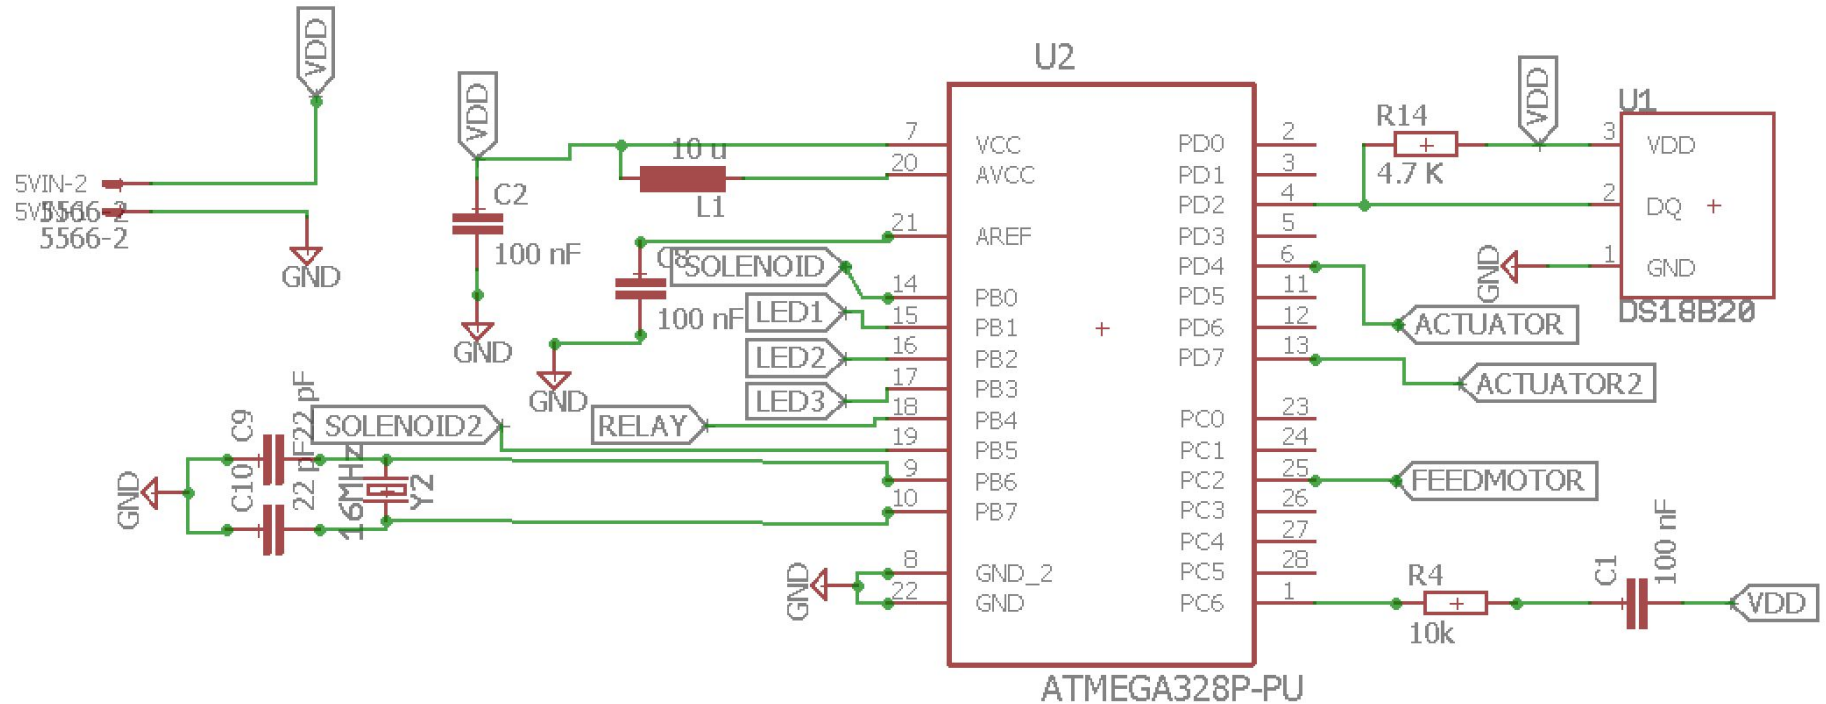 VDD
5VIN-2
5566-2
5566-2
GND
VDD
C2
100 nF
GND
10 u
L1
C8
100 nF
GND
SOLENOID
LED1
LED2
LED3
RELAY
SOLENOID2
C9
22 pF
C10
22 pF
16MHz
Y2
GND
GND
U2
7 VCC
20 AVCC
21 AREF
14 PB0
15 PB1
16 PB2
17 PB3
18 PB4
19 PB5
9 PB6
10 PB7
8 GND_2
22 GND
PD0 2
PD1 3
PD2 4
PD3 5
PD4 6
PD5 11
PD6 12
PD7 13
PC0 23
PC1 24
PC2 25
PC3 26
PC4 27
PC5 28
PC6 1
ATMEGA328P-PU
R14
4.7 K
VDD
U1
3 VDD
2 DQ
1 GND
DS18B20
GND
ACTUATOR
ACTUATOR2
FEEDMOTOR
R4
10k
C1
100 nF
VDD